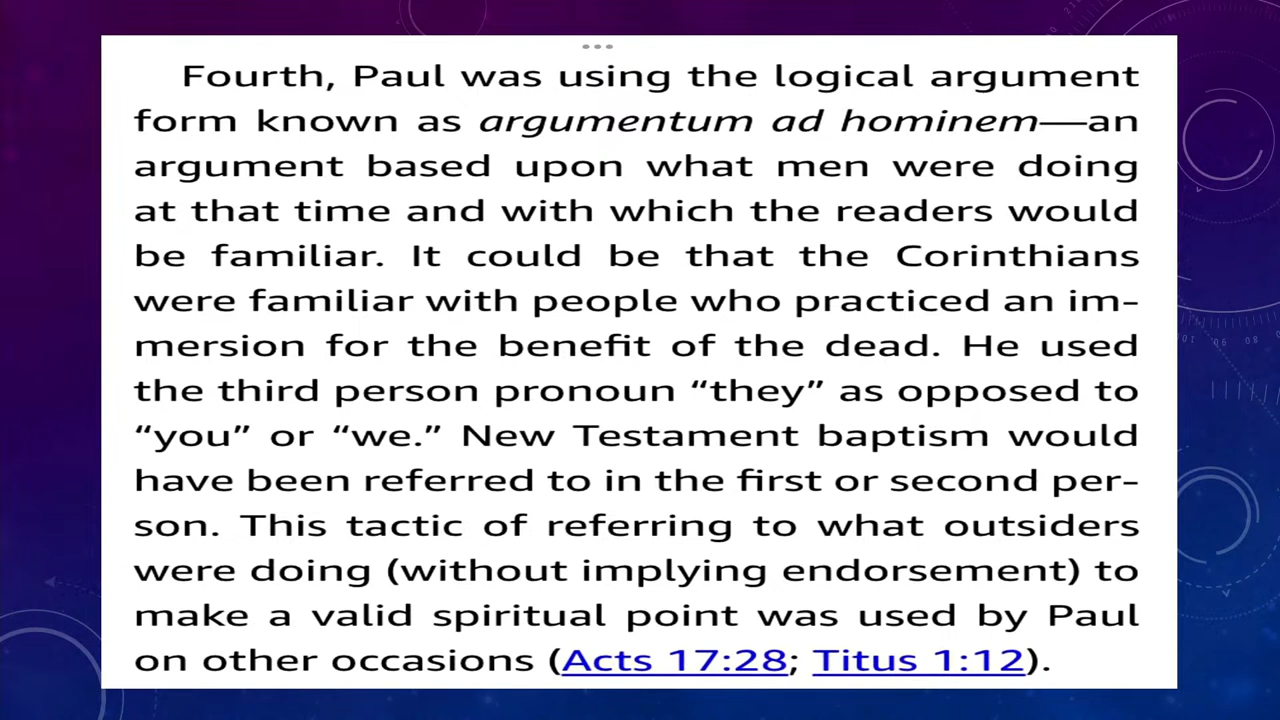 Fourth, Paul was using the logical argument
form known as argumentum ad hominem—an
argument based upon what men were doing
at that time and with which the readers would
be familiar. It could be that the Corinthians
were familiar with people who practiced an im-
mersion for the benefit of the dead. He used
the third person pronoun “they” as opposed to
“you” or “we.” New Testament baptism would
have been referred to in the first or second per-
son. This tactic of referring to what outsiders
were doing (without implying endorsement) to
make a valid spiritual point was used by Paul
on other occasions (Acts 17:28; Titus 1:12).